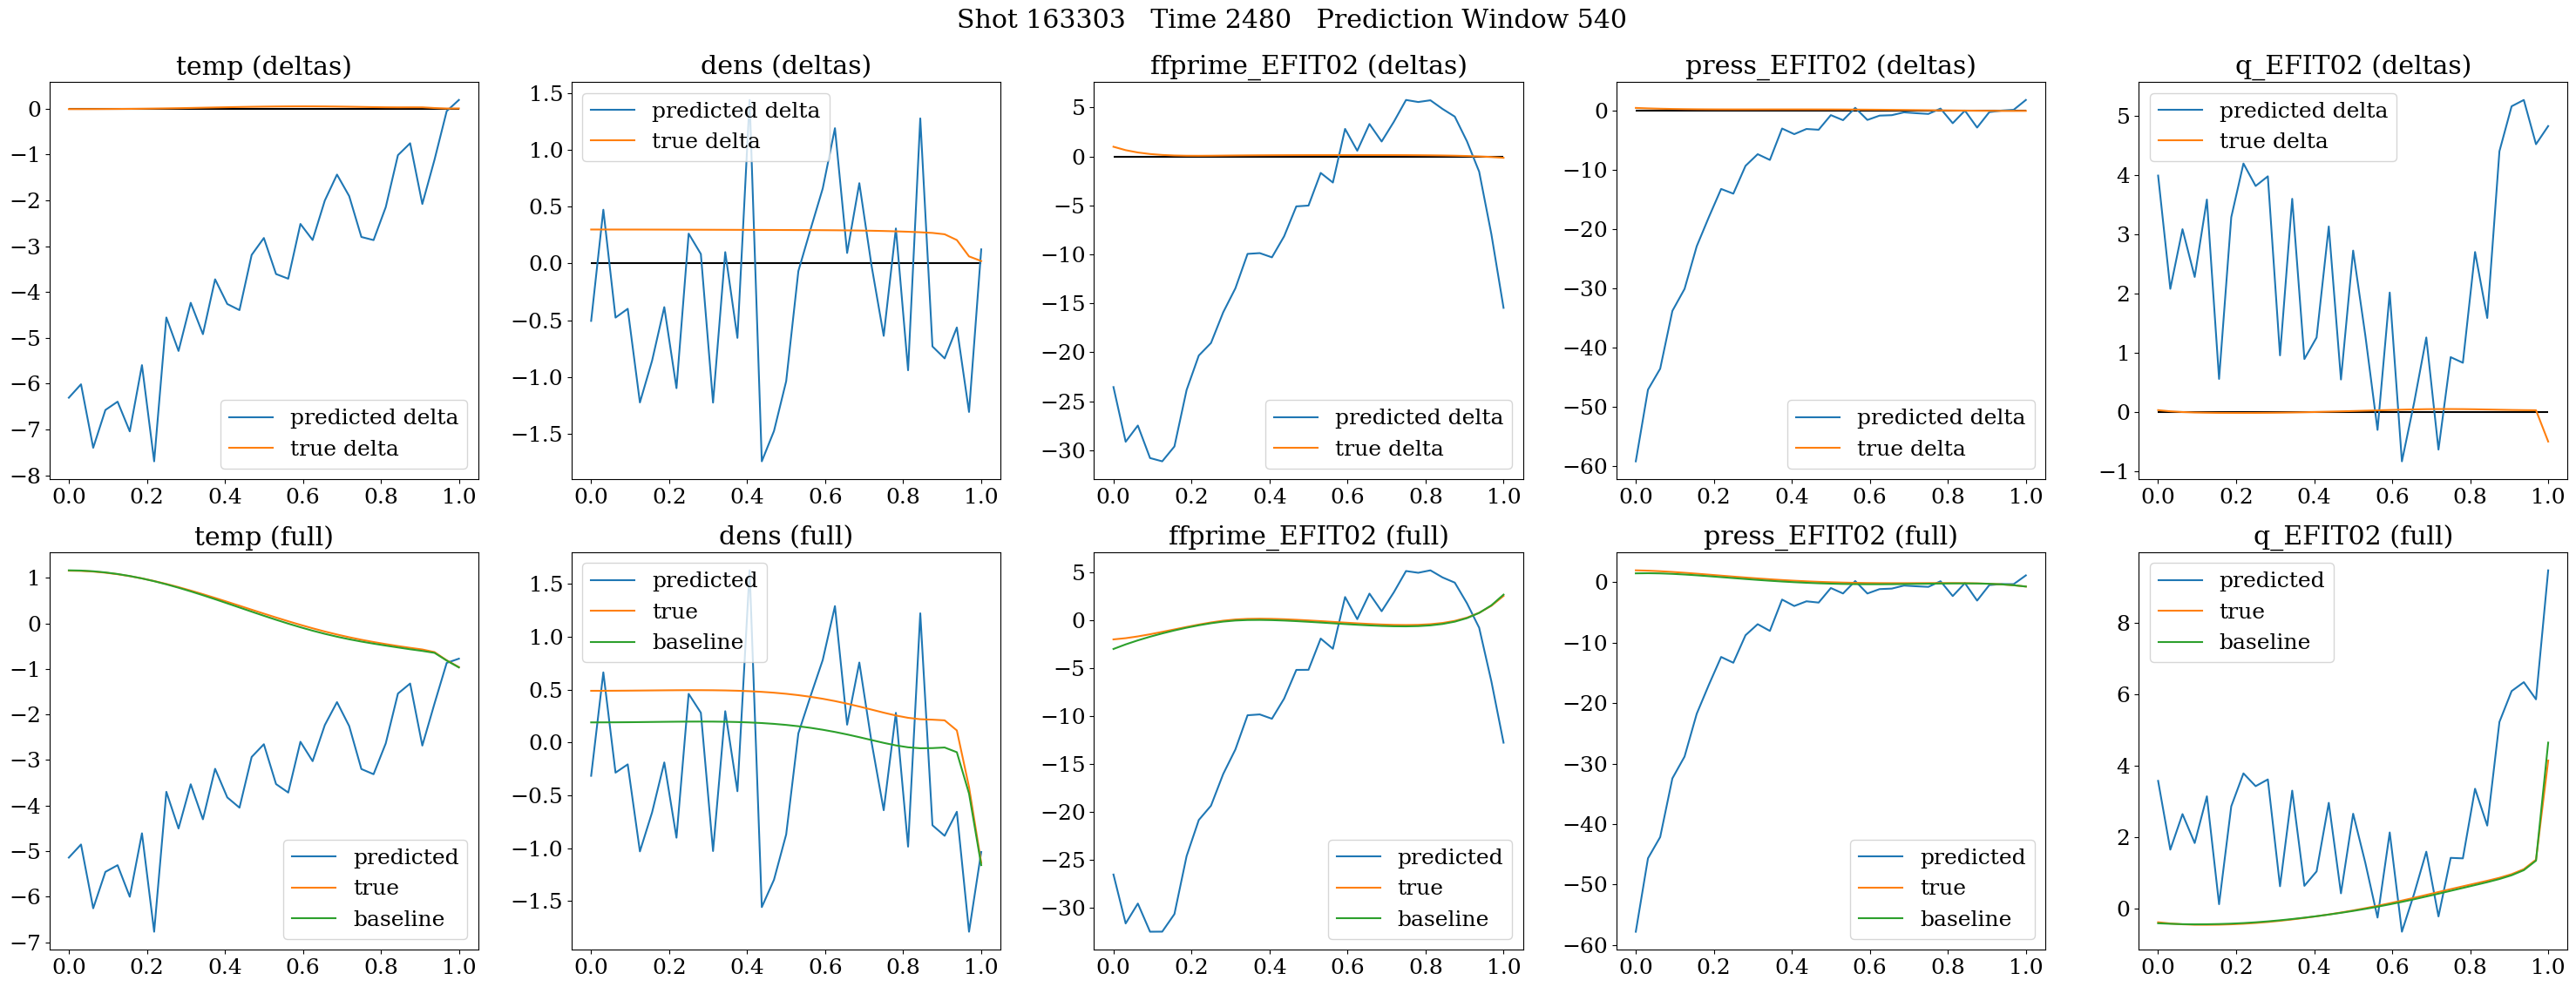 Shot 163303   Time 2480   Prediction Window 540
temp (deltas)
0
−1
−2
−3
−4
−5
−6
−7
−8
0.0 0.2 0.4 0.6 0.8 1.0
predicted delta
true delta
dens (deltas)
1.5
1.0
0.5
0.0
−0.5
−1.0
−1.5
0.0 0.2 0.4 0.6 0.8 1.0
predicted delta
true delta
ffprime_EFIT02 (deltas)
5
0
−5
−10
−15
−20
−25
−30
0.0 0.2 0.4 0.6 0.8 1.0
predicted delta
true delta
press_EFIT02 (deltas)
0
−10
−20
−30
−40
−50
−60
0.0 0.2 0.4 0.6 0.8 1.0
predicted delta
true delta
q_EFIT02 (deltas)
5
4
3
2
1
0
−1
0.0 0.2 0.4 0.6 0.8 1.0
predicted delta
true delta
temp (full)
1
0
−1
−2
−3
−4
−5
−6
−7
0.0 0.2 0.4 0.6 0.8 1.0
predicted
true
baseline
dens (full)
1.5
1.0
0.5
0.0
−0.5
−1.0
−1.5
0.0 0.2 0.4 0.6 0.8 1.0
predicted
true
baseline
ffprime_EFIT02 (full)
5
0
−5
−10
−15
−20
−25
−30
0.0 0.2 0.4 0.6 0.8 1.0
predicted
true
baseline
press_EFIT02 (full)
0
−10
−20
−30
−40
−50
−60
0.0 0.2 0.4 0.6 0.8 1.0
predicted
true
baseline
q_EFIT02 (full)
8
6
4
2
0
0.0 0.2 0.4 0.6 0.8 1.0
predicted
true
baseline